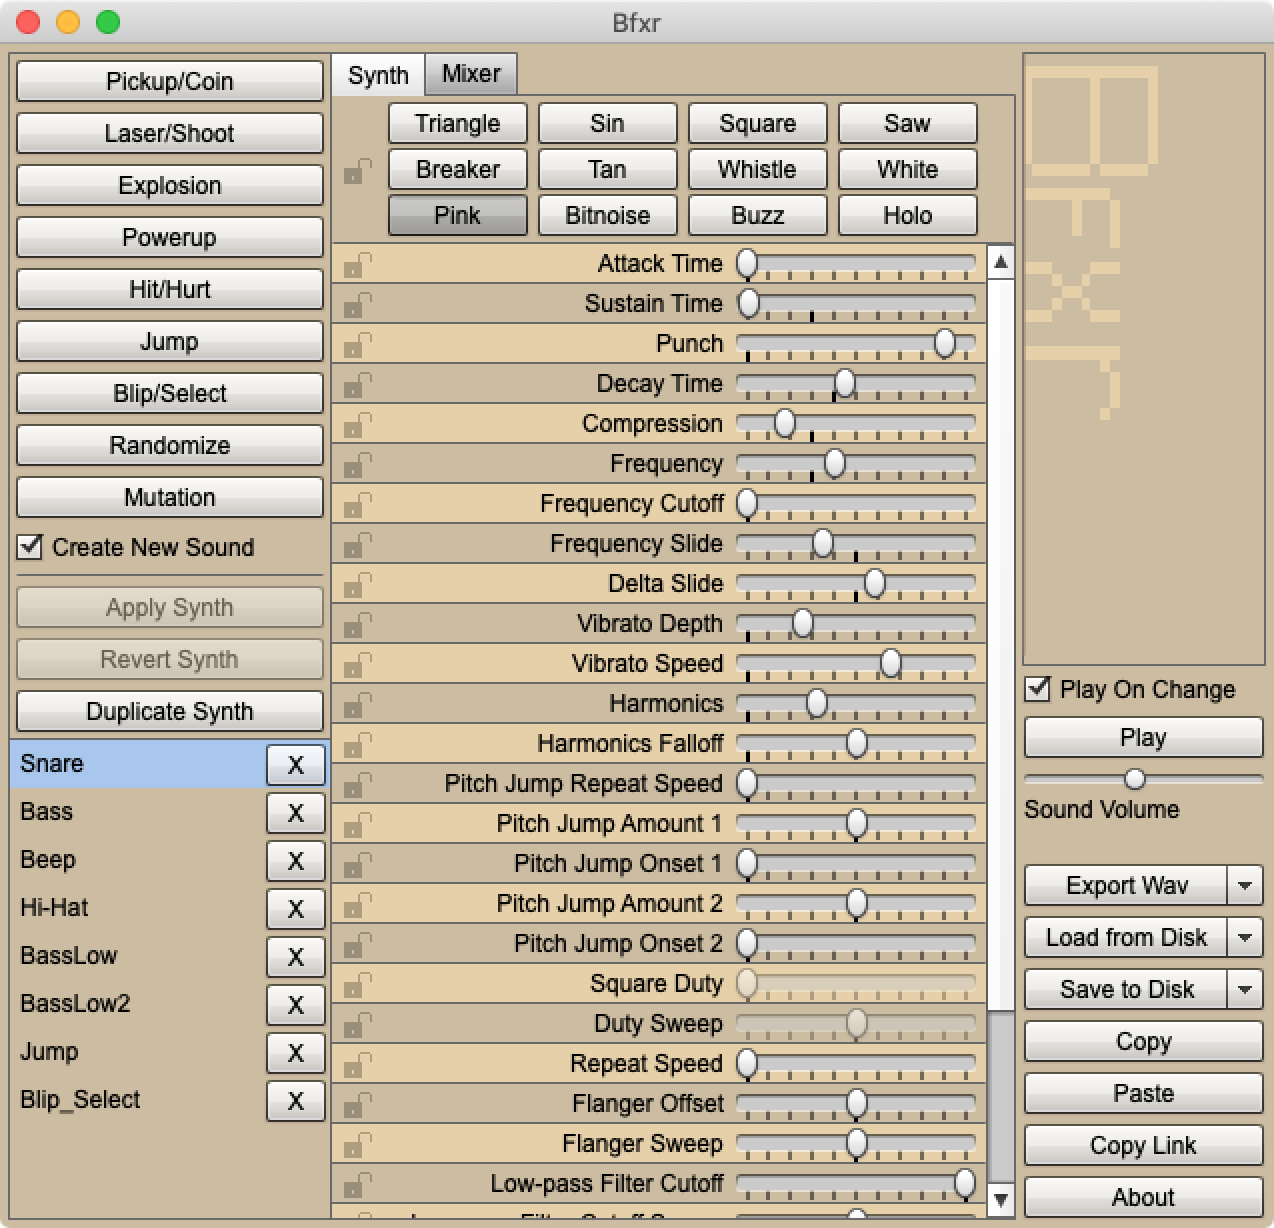 Bfxr
Pickup/Coin
Laser/Shoot
Explosion
Powerup
Hit/Hurt
Jump
Blip/Select
Randomize
Mutation
Create New Sound
Apply Synth
Revert Synth
Duplicate Synth
Snare X
Bass X
Beep X
Hi-Hat X
BassLow X
BassLow2 X
Jump X
Blip_Select X
Synth Mixer
Triangle Sin Square Saw
Breaker Tan Whistle White
Pink Bitnoise Buzz Holo
Attack Time
Sustain Time
Punch
Decay Time
Compression
Frequency
Frequency Cutoff
Frequency Slide
Delta Slide
Vibrato Depth
Vibrato Speed
Harmonics
Harmonics Falloff
Pitch Jump Repeat Speed
Pitch Jump Amount 1
Pitch Jump Onset 1
Pitch Jump Amount 2
Pitch Jump Onset 2
Square Duty
Duty Sweep
Repeat Speed
Flanger Offset
Flanger Sweep
Low-pass Filter Cutoff
BFXR
Play On Change
Play
Sound Volume
Export Wav
Load from Disk
Save to Disk
Copy
Paste
Copy Link
About